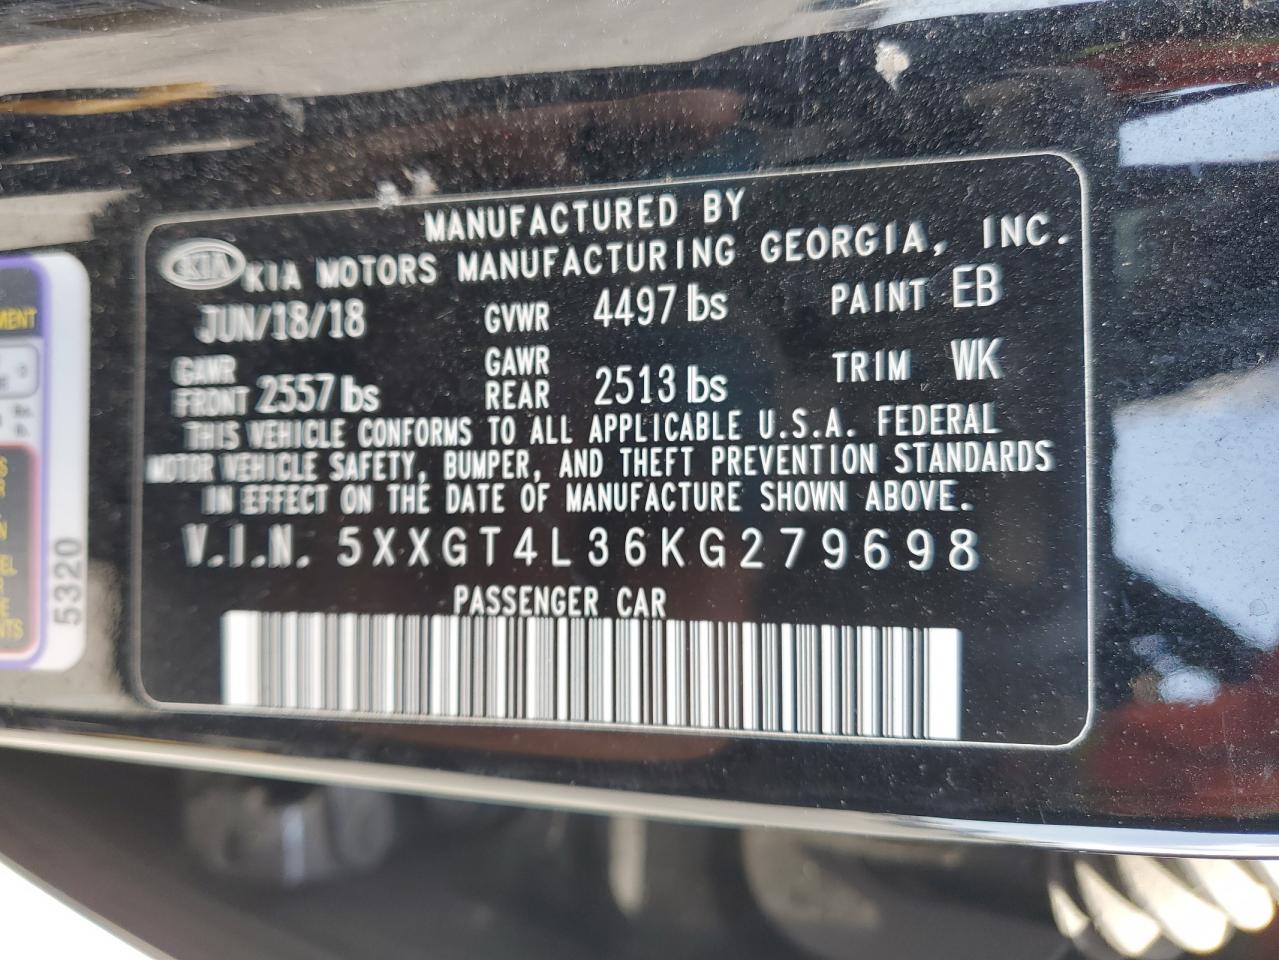 MANUFACTURED BY
KIA KIA MOTORS MANUFACTURING GEORGIA, INC.
JUN/18/18 GVWR 4497 lbs PAINT EB
GAWR FRONT 2557 lbs GAWR REAR 2513 lbs TRIM WK
THIS VEHICLE CONFORMS TO ALL APPLICABLE U.S.A. FEDERAL
MOTOR VEHICLE SAFETY, BUMPER, AND THEFT PREVENTION STANDARDS
IN EFFECT ON THE DATE OF MANUFACTURE SHOWN ABOVE.
V.I.N. 5XXGT4L36KG279698
PASSENGER CAR
5320